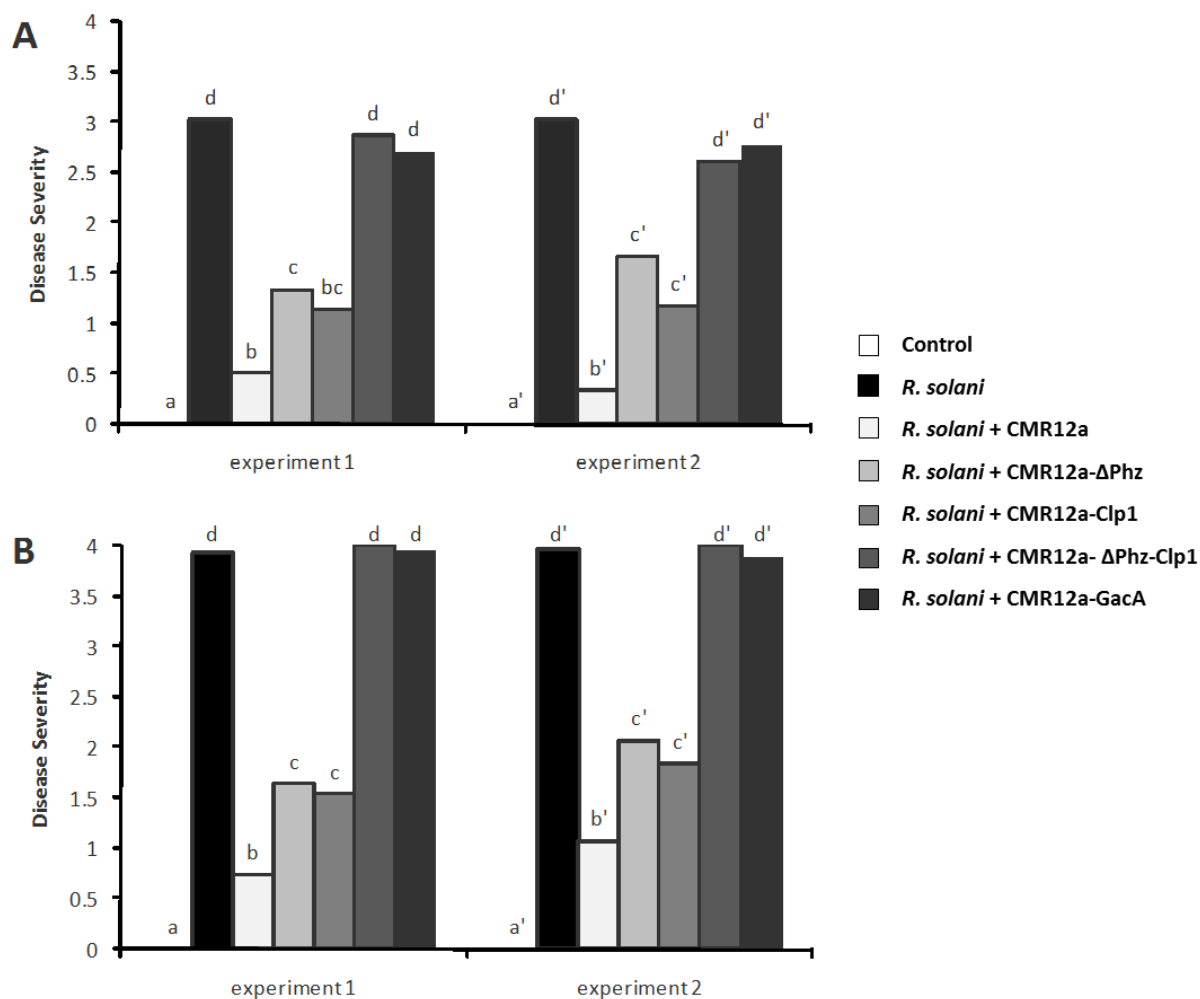 A
Disease Severity
4
3.5
3
2.5
2
1.5
1
0.5
0
a
d
b
c
bc
d
d
a'
d'
b'
c'
c'
d'
d'
experiment 1
experiment 2
Control
R. solani
R. solani + CMR12a
R. solani + CMR12a-ΔPhz
R. solani + CMR12a-Clp1
R. solani + CMR12a- ΔPhz-Clp1
R. solani + CMR12a-GacA
B
Disease Severity
4
3.5
3
2.5
2
1.5
1
0.5
0
a
d
b
c
c
d
d
a'
d'
b'
c'
c'
d'
d'
experiment 1
experiment 2